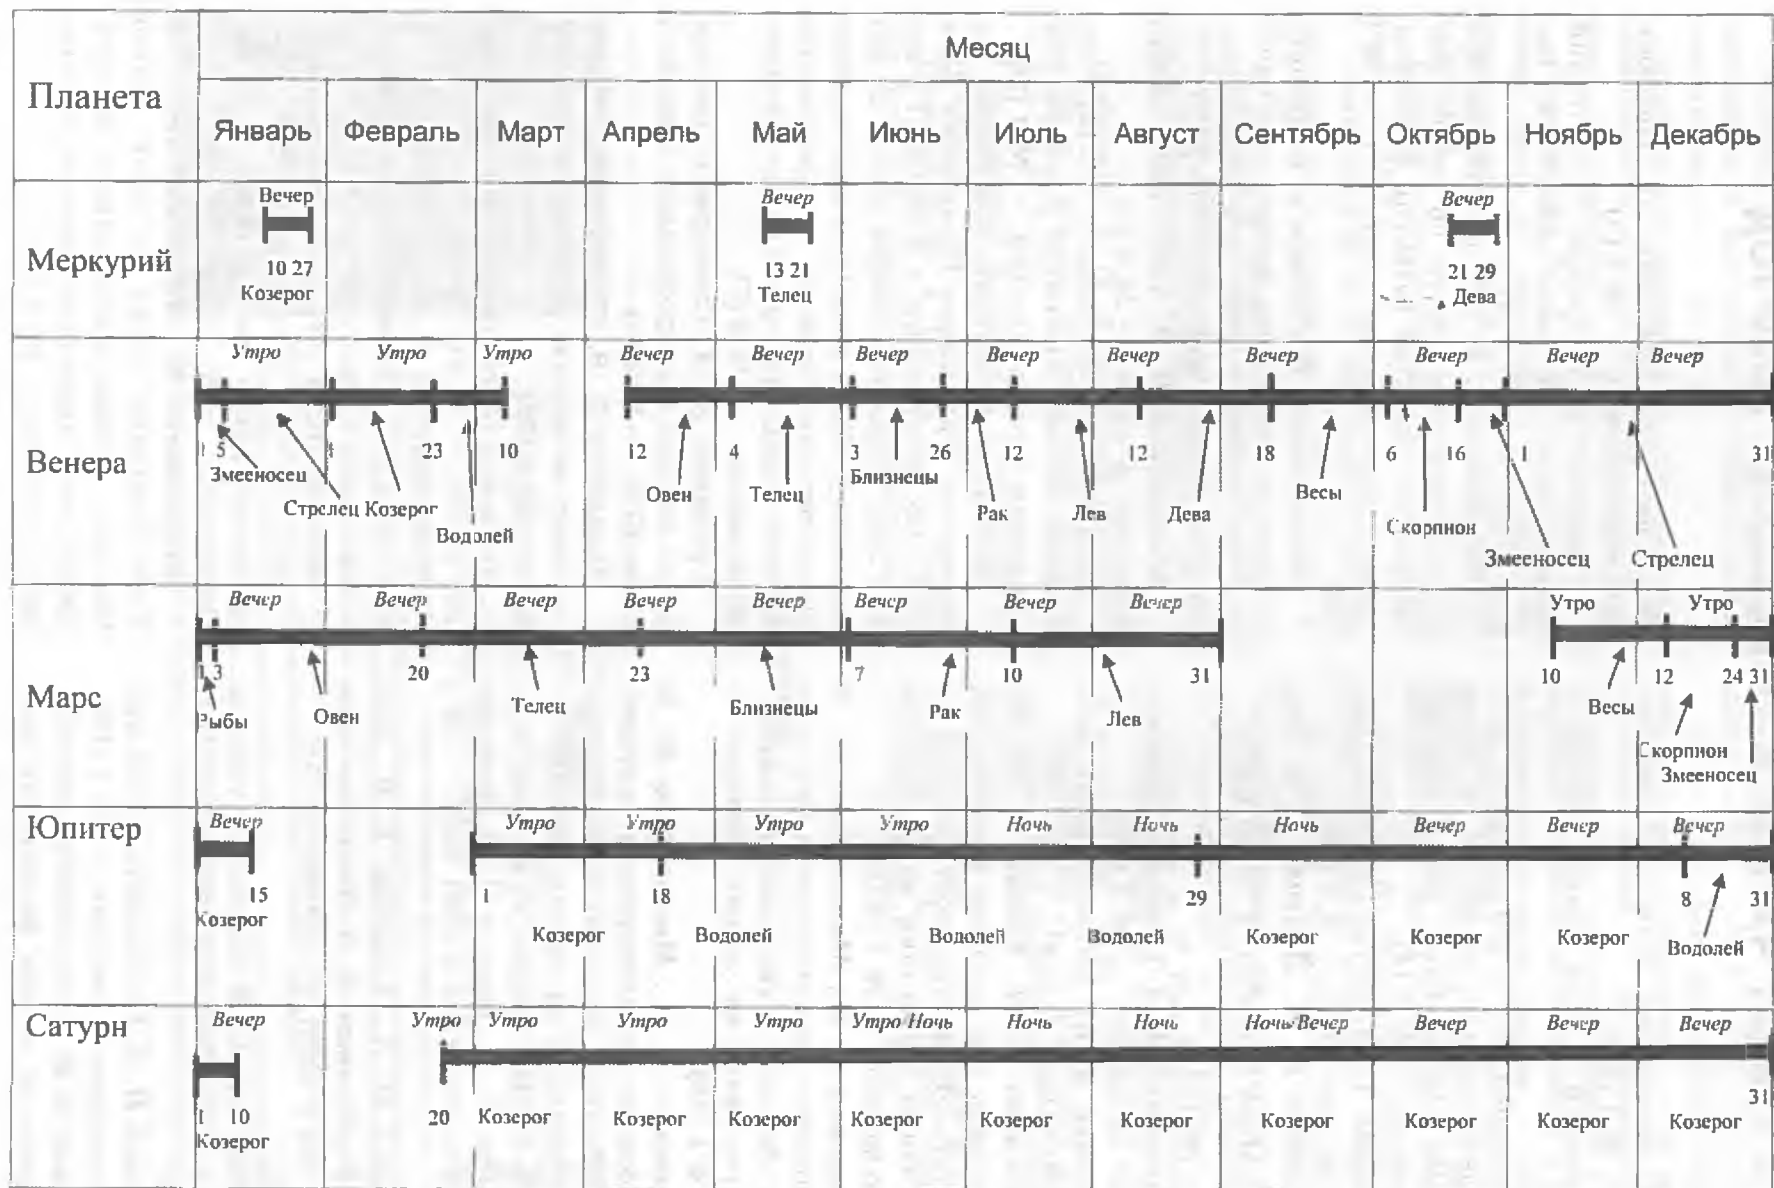 Планета
Месяц
Январь Февраль Март Апрель Май Июнь Июль Август Сентябрь Октябрь Ноябрь Декабрь
Меркурий
Вечер Вечер Вечер
10 27 13 21 21 29
Козерог Телец Дева
Венера
Утро Утро Утро Вечер Вечер Вечер Вечер Вечер Вечер Вечер Вечер Вечер
1 5 23 10 12 4 3 26 12 12 18 6 16 1 31
Змееносец Стрелец Козерог Водолей Овен Телец Близнецы Рак Лев Дева Весы Скорпион Змееносец Стрелец
Марс
Вечер Вечер Вечер Вечер Вечер Вечер Вечер Вечер Утро Утро
1 3 20 23 7 10 31 10 12 24 31
Рыбы Овен Телец Близнецы Рак Лев Весы Скорпион Змееносец
Юпитер
Вечер Утро Утро Утро Утро Ночь Ночь Ночь Вечер Вечер Вечер
1 15 1 18 29 8 31
Козерог Козерог Водолей Водолей Водолей Козерог Козерог Козерог Водолей
Сатурн
Вечер Утро Утро Утро Утро Утро Ночь Ночь Ночь Ночь Вечер Вечер Вечер Вечер
1 10 20 31
Козерог Козерог Козерог Козерог Козерог Козерог Козерог Козерог Козерог Козерог Козерог